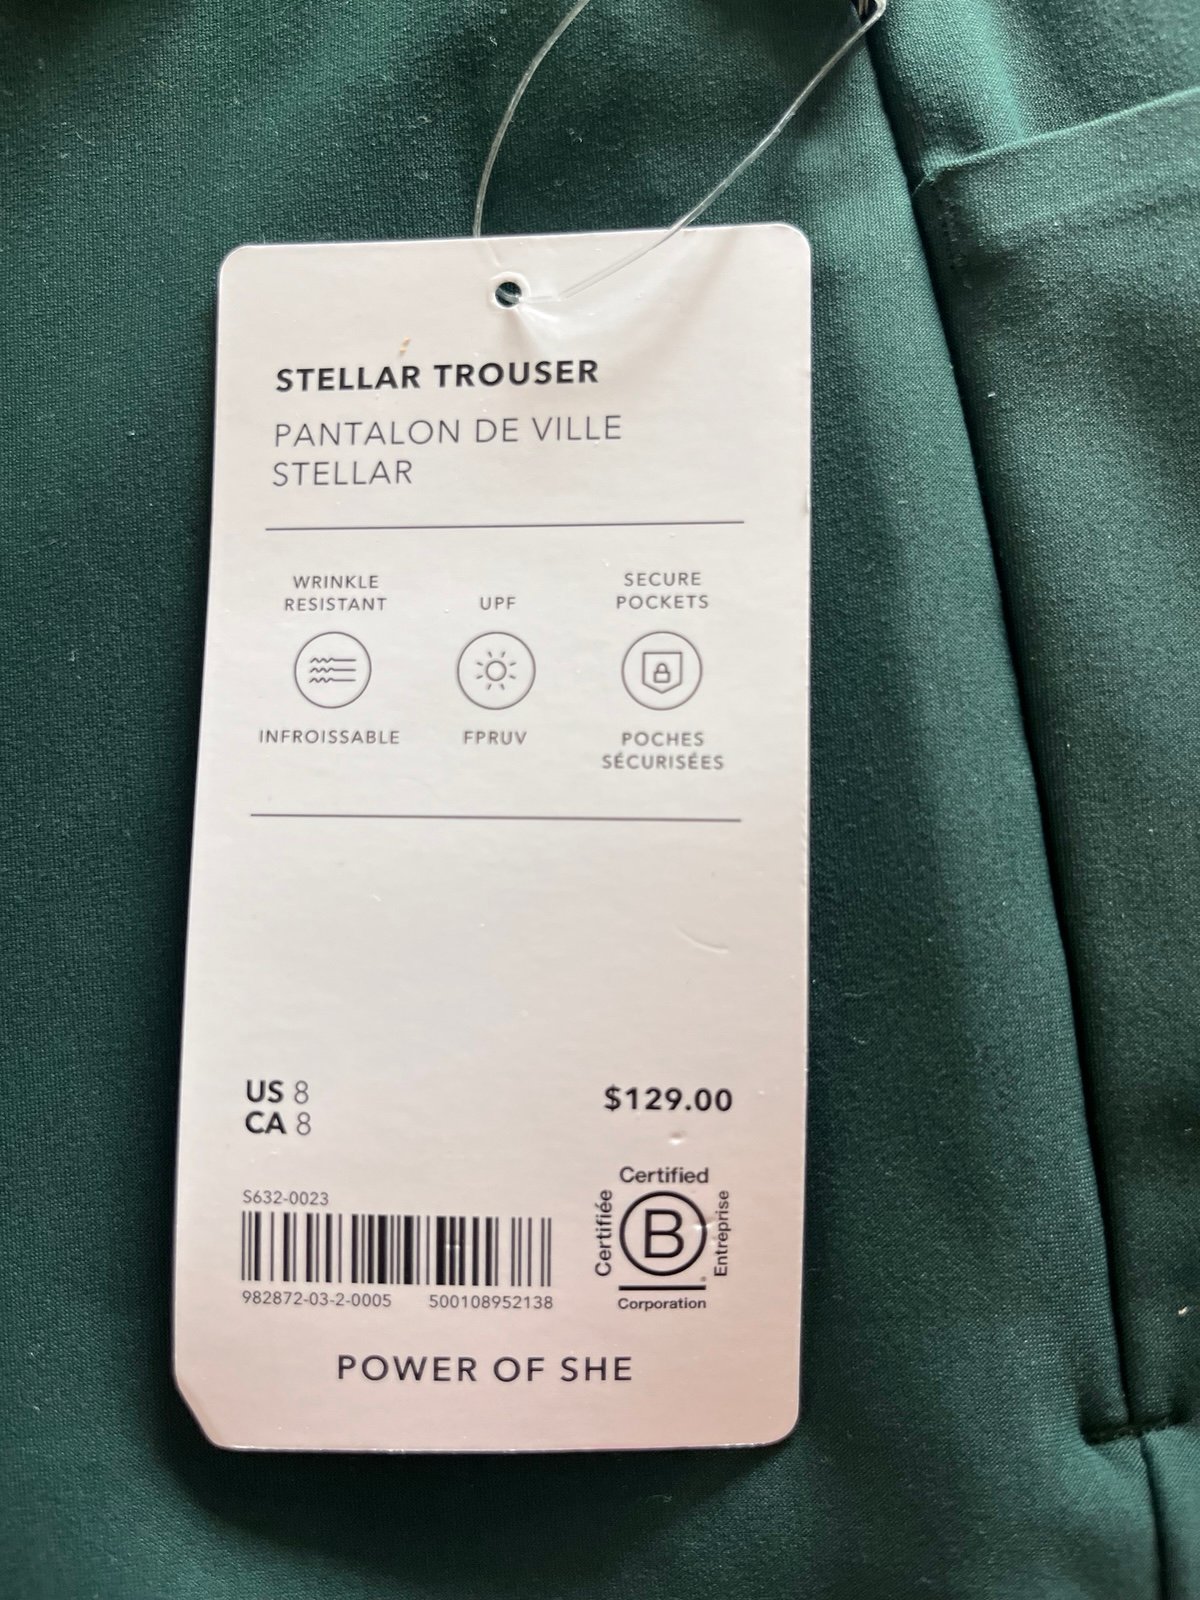 STELLAR TROUSER
PANTALON DE VILLE
STELLAR
WRINKLE
RESISTANT
INFROISSABLE
UPF
FPRUV
SECURE
POCKETS
POCHES
SÉCURISÉES
US 8
CA 8
$129.00
S632-0023
982872-03-2-0005 500108952138
Certified
Certifiée
B
Entreprise
Corporation
POWER OF SHE